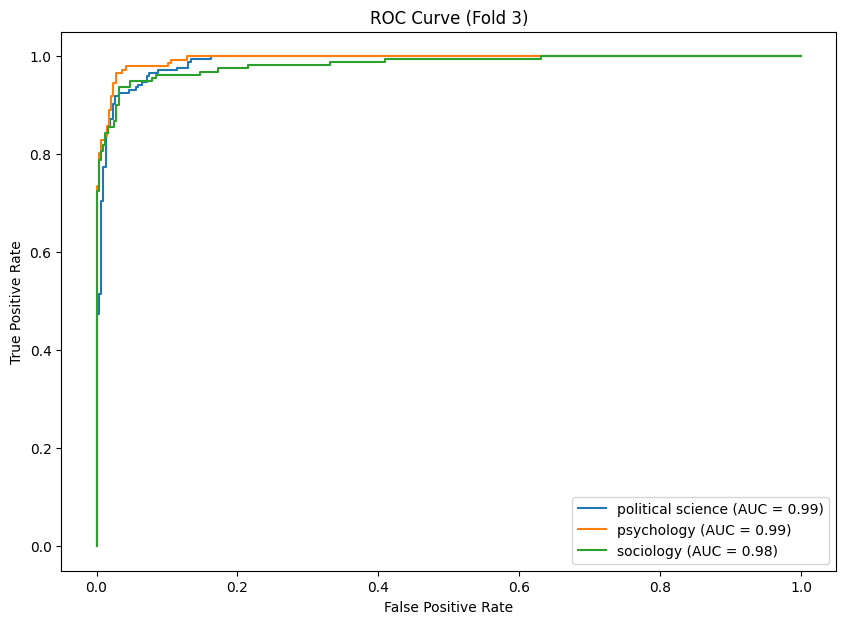 ROC Curve (Fold 3)
True Positive Rate
1.0
0.8
0.6
0.4
0.2
0.0
0.0 0.2 0.4 0.6 0.8 1.0
False Positive Rate
political science (AUC = 0.99)
psychology (AUC = 0.99)
sociology (AUC = 0.98)